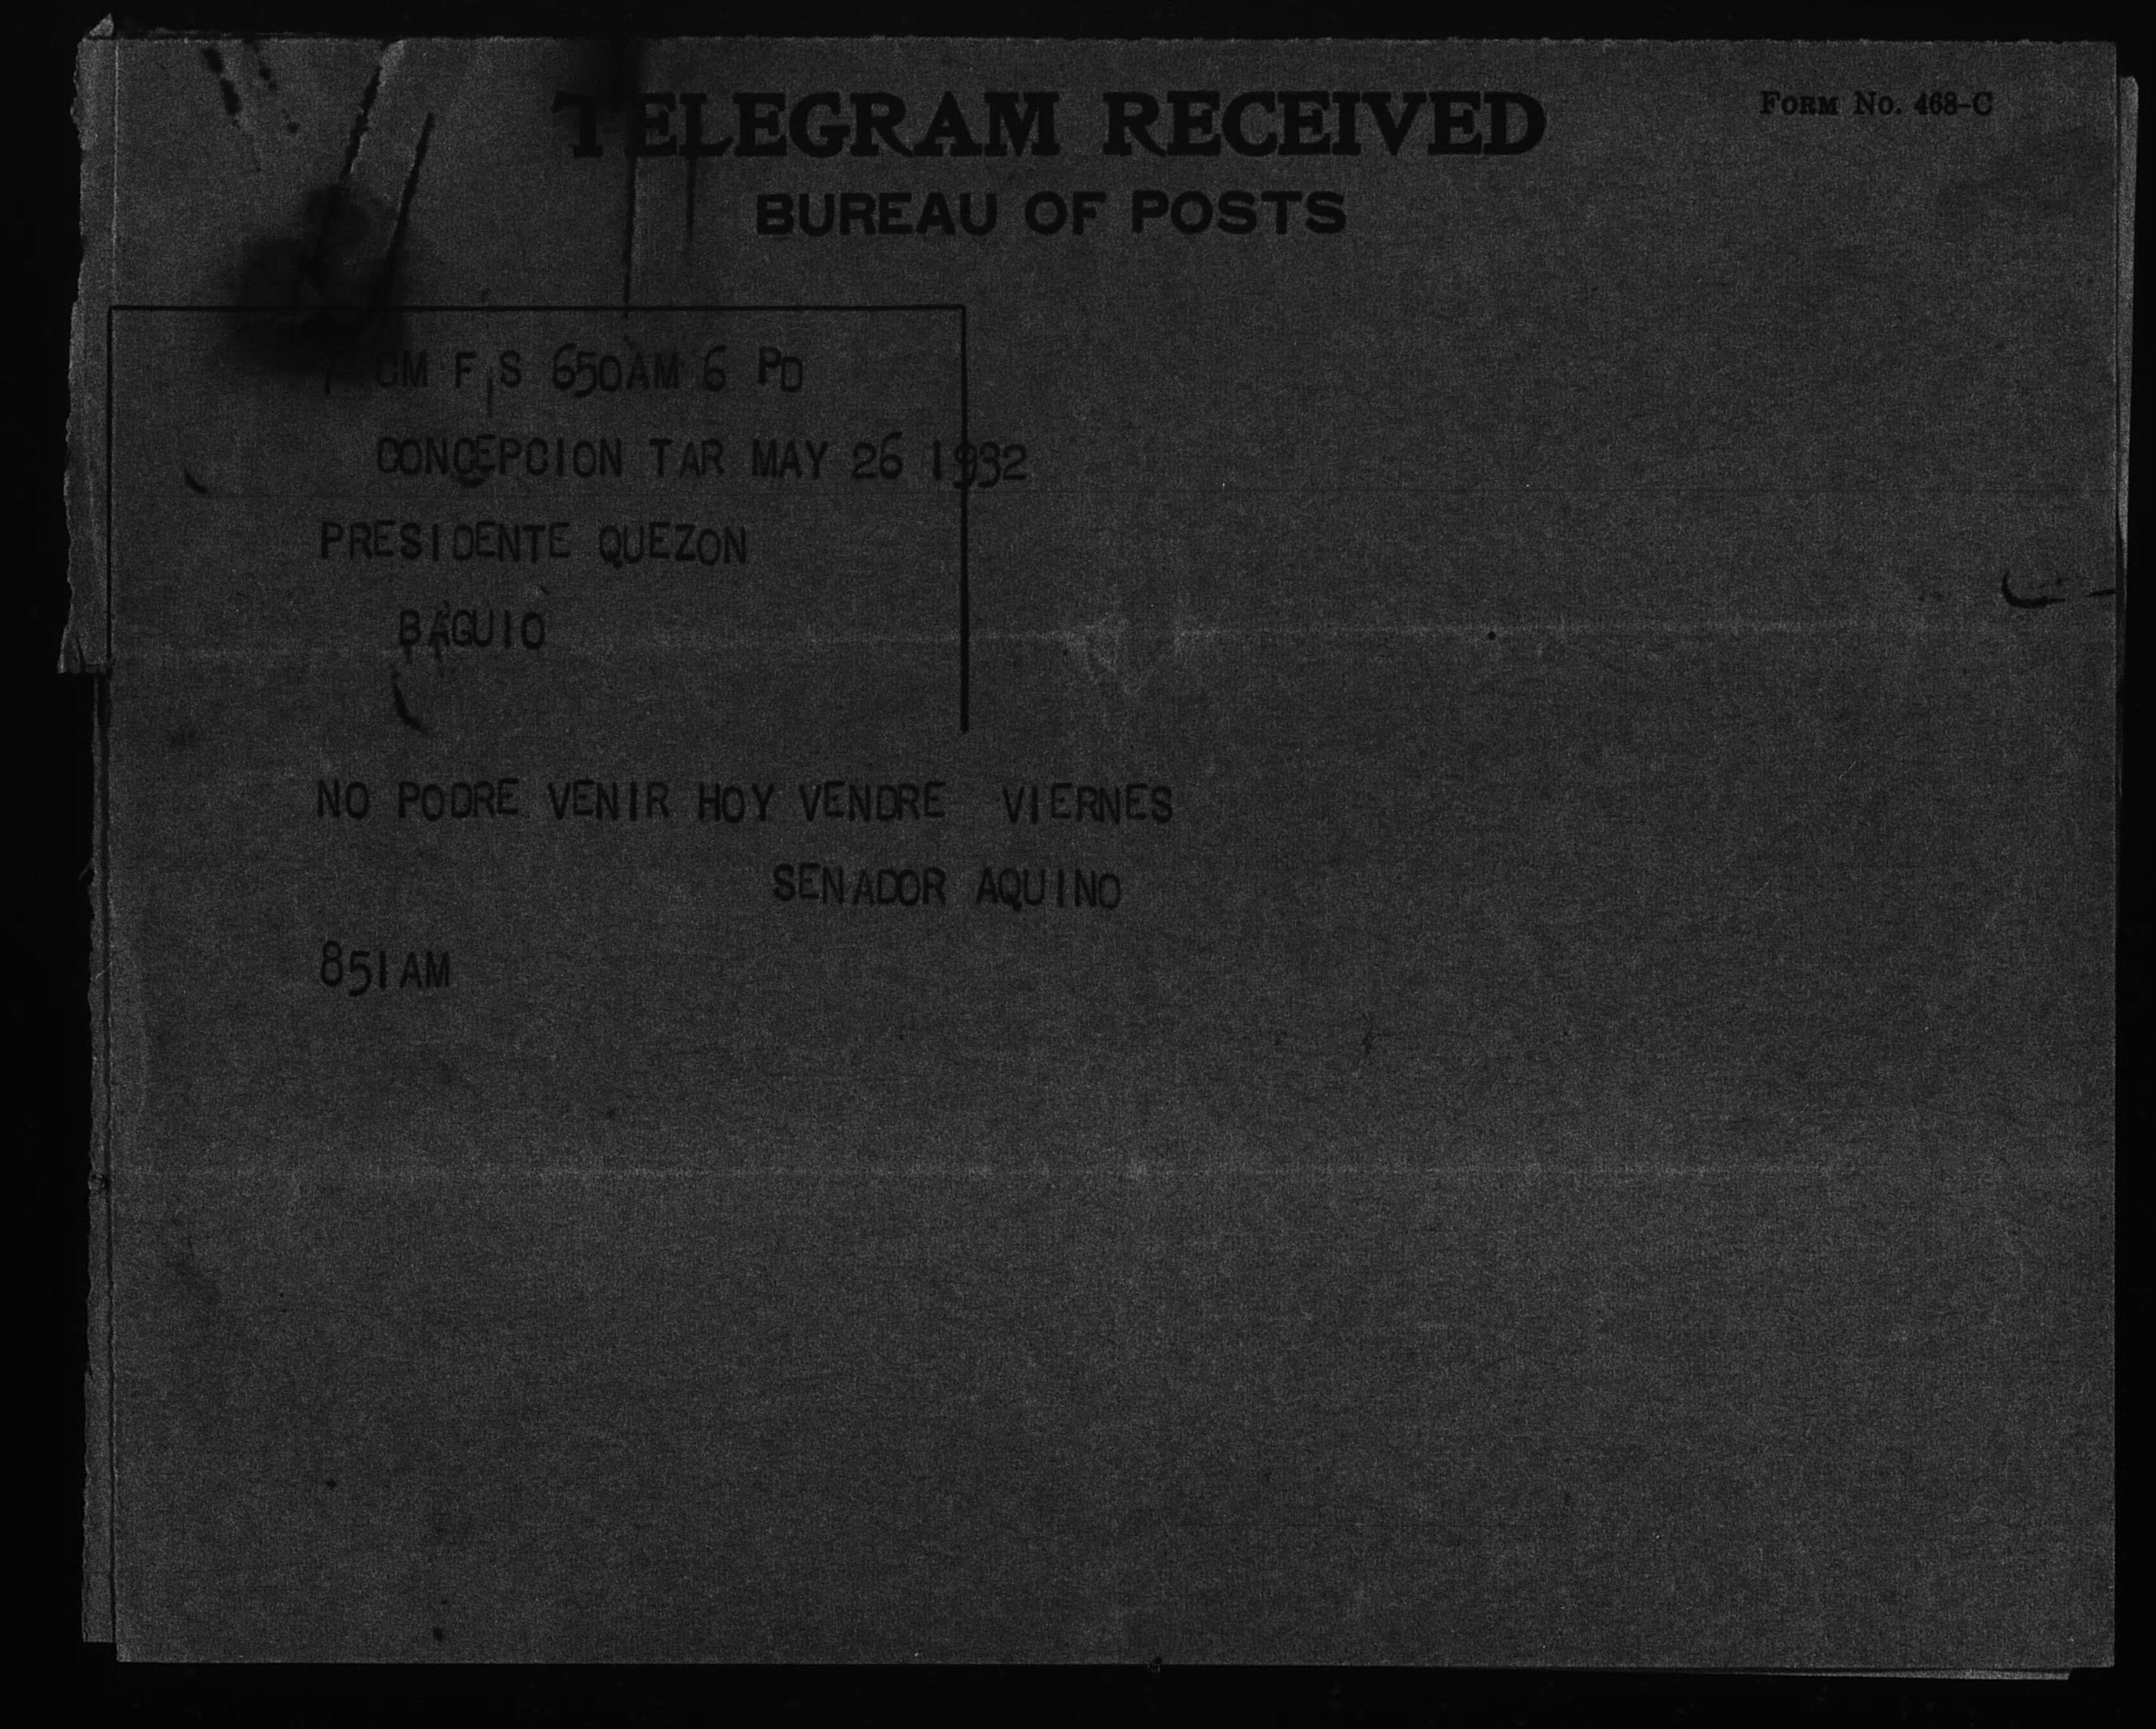 Form No. 468-C
TELEGRAM RECEIVED
BUREAU OF POSTS
GM F S 650AM 6 PD
CONCEPCION TAR MAY 26 1932
PRESIDENTE QUEZON
BAGUIO
NO PODRE VENIR HOY VENDRE VIERNES
SENADOR AQUINO
851AM